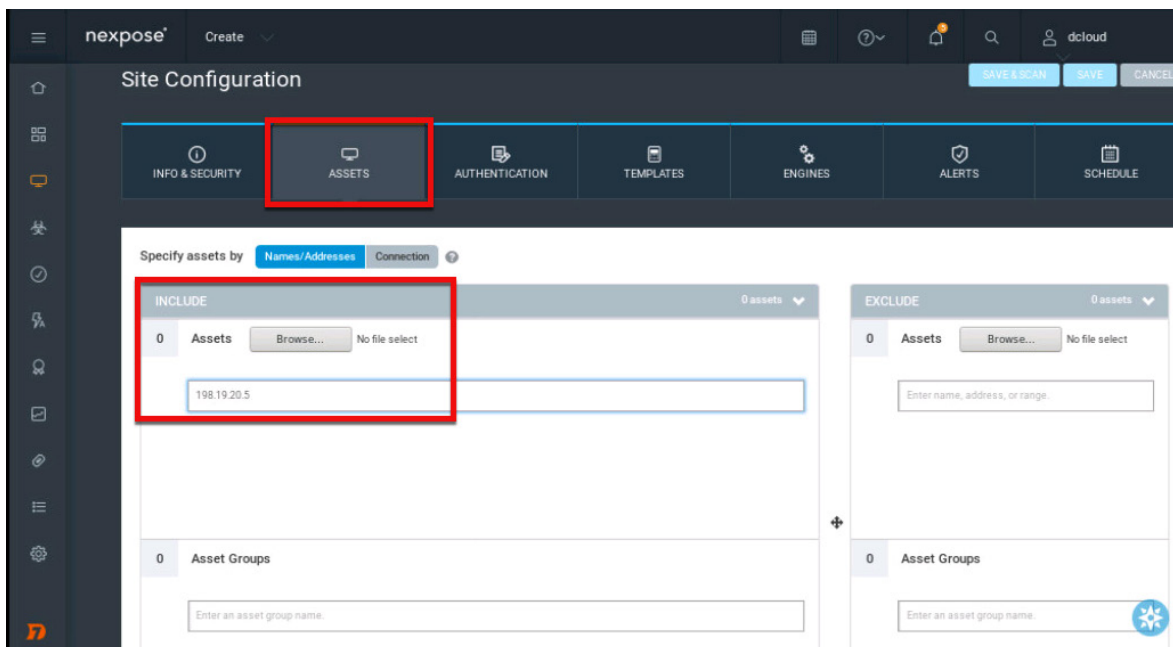 nexpose®
Create
dcloud
Site Configuration
SAVE & SCAN
SAVE
CANCEL
INFO & SECURITY
ASSETS
AUTHENTICATION
TEMPLATES
ENGINES
ALERTS
SCHEDULE
Specify assets by
Names/Addresses
Connection
INCLUDE
0 assets
EXCLUDE
0 assets
0 Assets
Browse...
No file select
0 Assets
Browse...
No file select
198.19.20.5
Enter name, address, or range.
0 Asset Groups
0 Asset Groups
Enter an asset group name.
Enter an asset group name.